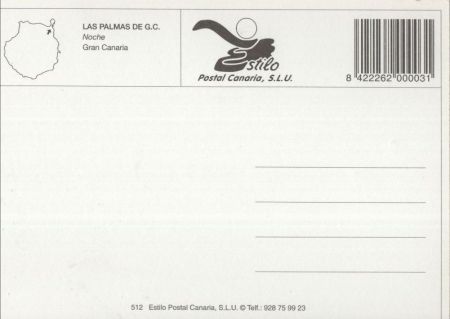 LAS PALMAS DE G.C.
Noche
Gran Canaria
Estilo
Postal Canaria, S.L.U.
8 422262 000031
512 Estilo Postal Canaria, S.L.U. © Telf.: 928 75 99 23